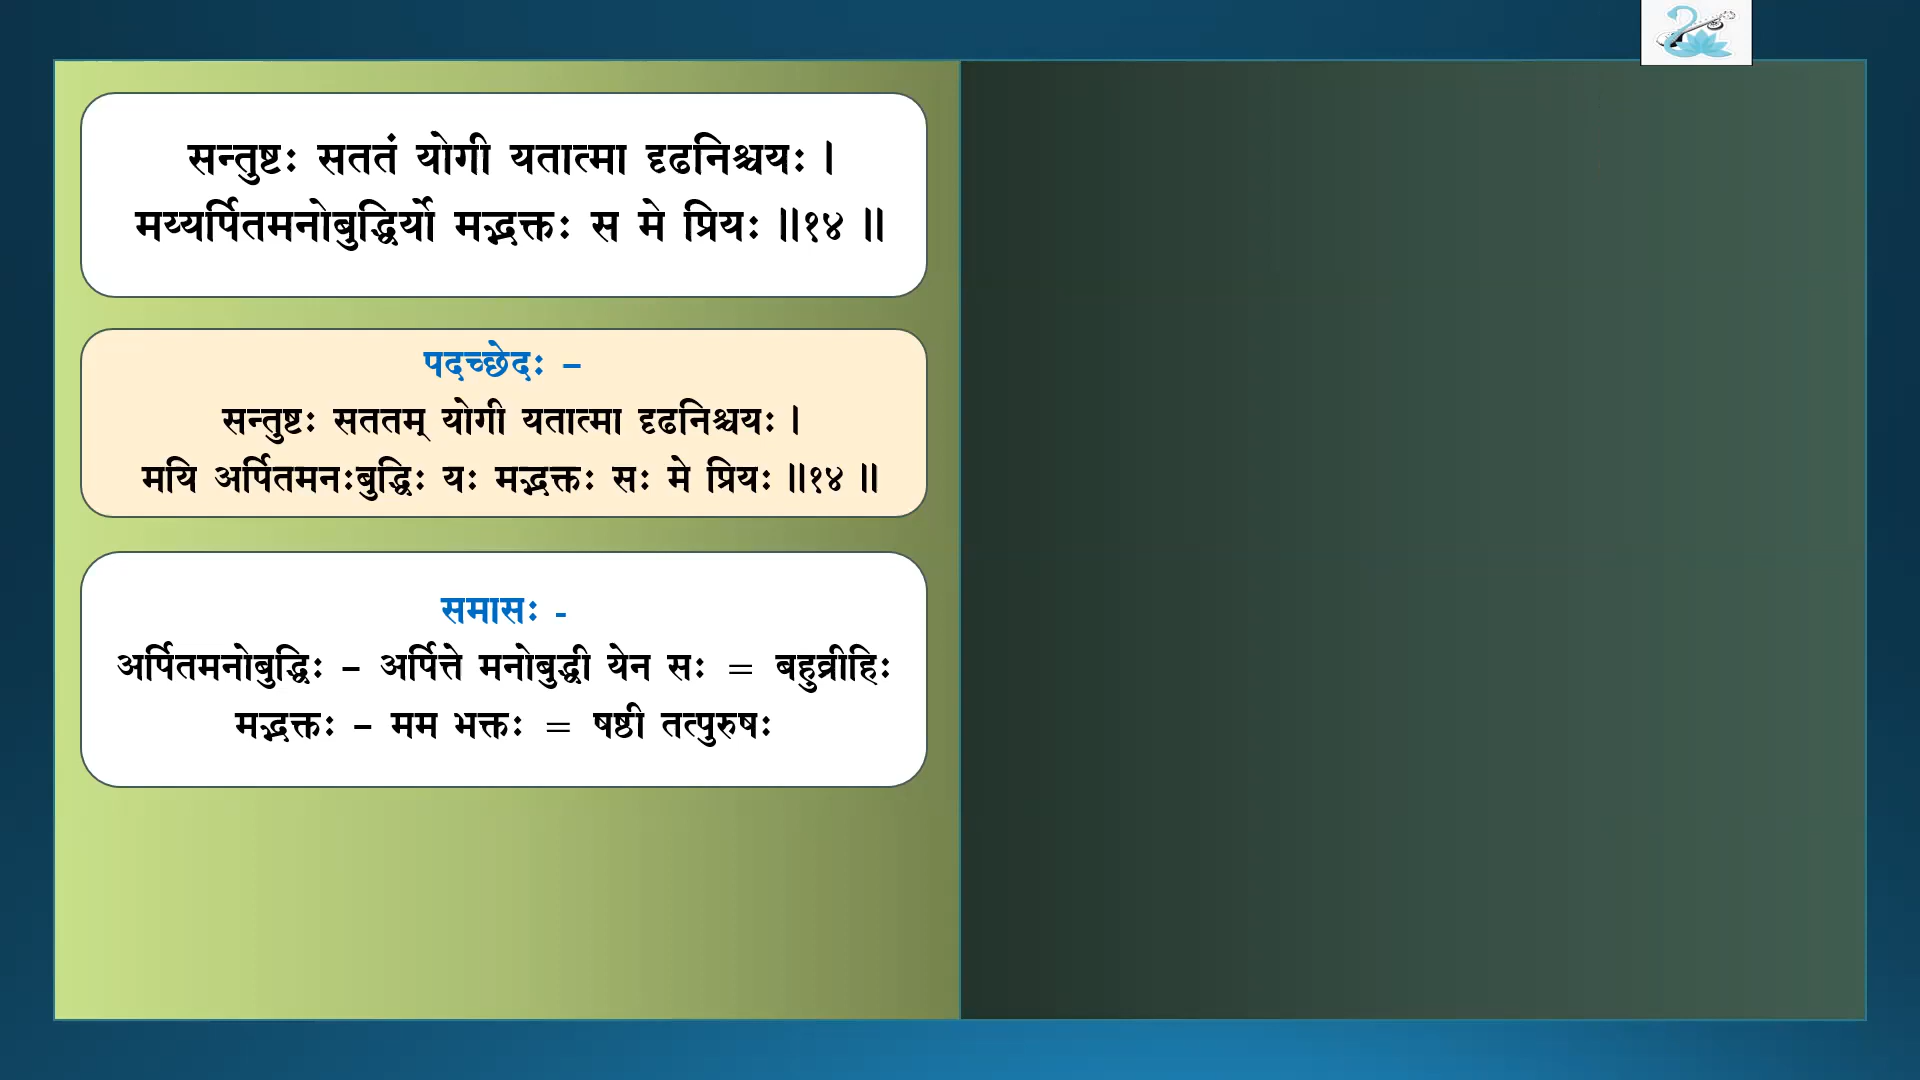 सन्तुष्टः सततं योगी यतात्मा दृढनिश्चयः ।
मय्यर्पितमनोबुद्धिर्यो मद्भक्तः स मे प्रियः ॥१४ ॥
पदच्छेदः –
सन्तुष्टः सततम् योगी यतात्मा दृढनिश्चयः ।
मयि अर्पितमनःबुद्धिः यः मद्भक्तः सः मे प्रियः ॥१४ ॥
समासः -
अर्पितमनोबुद्धिः – अर्पित्ते मनोबुद्धी येन सः = बहुव्रीहिः
मद्भक्तः – मम भक्तः = षष्ठी तत्पुरुषः